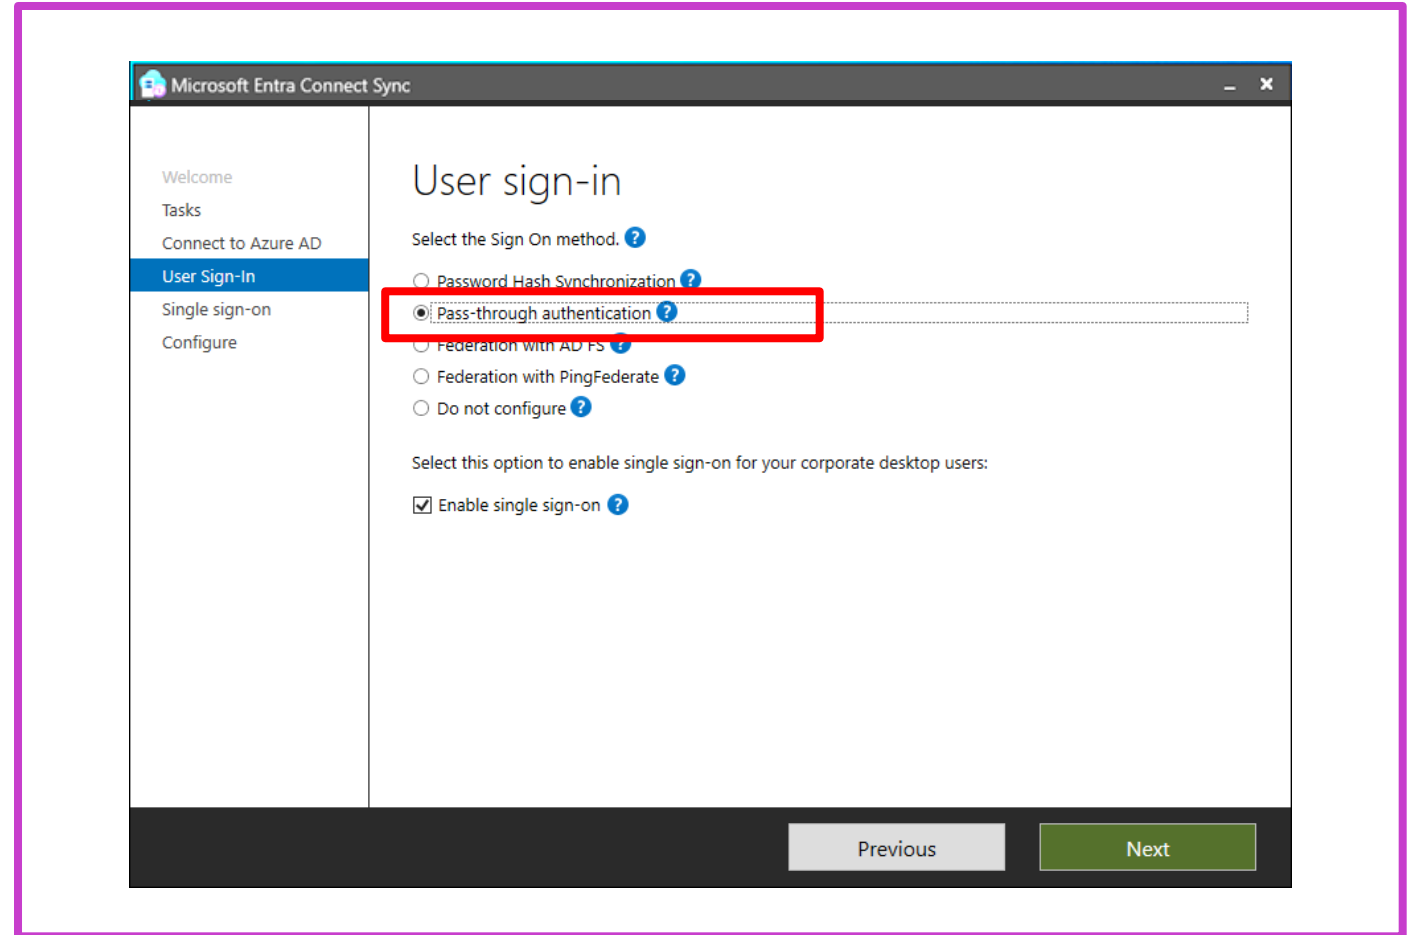 Microsoft Entra Connect Sync
Welcome
Tasks
Connect to Azure AD
User Sign-In
Single sign-on
Configure
User sign-in
Select the Sign On method.
Password Hash Synchronization
Pass-through authentication
Federation with AD FS
Federation with PingFederate
Do not configure
Select this option to enable single sign-on for your corporate desktop users:
Enable single sign-on
Previous
Next